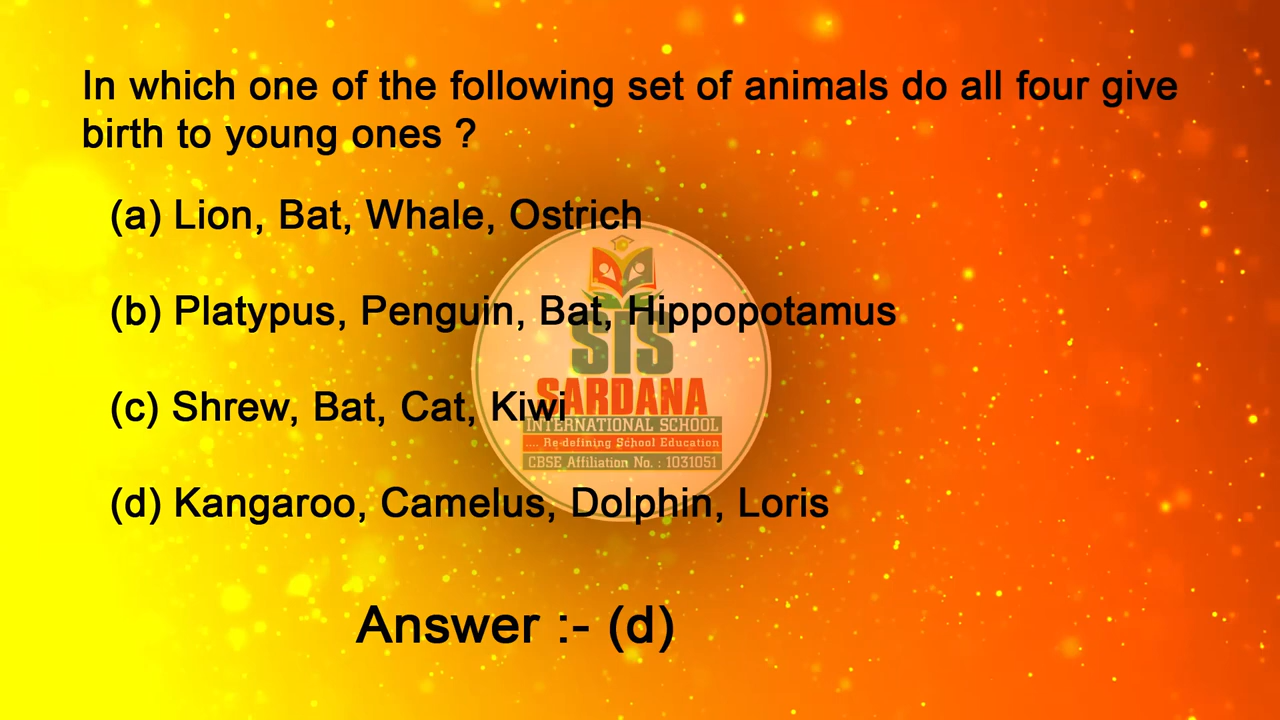 In which one of the following set of animals do all four give
birth to young ones ?
(a) Lion, Bat, Whale, Ostrich
(b) Platypus, Penguin, Bat, Hippopotamus
SIS
(c) Shrew, Bat, Cat, Kiwi
SARDANA
INTERNATIONAL SCHOOL
.... Re-defining School Education
CBSE Affiliation No. : 1031051
(d) Kangaroo, Camelus, Dolphin, Loris
Answer :- (d)